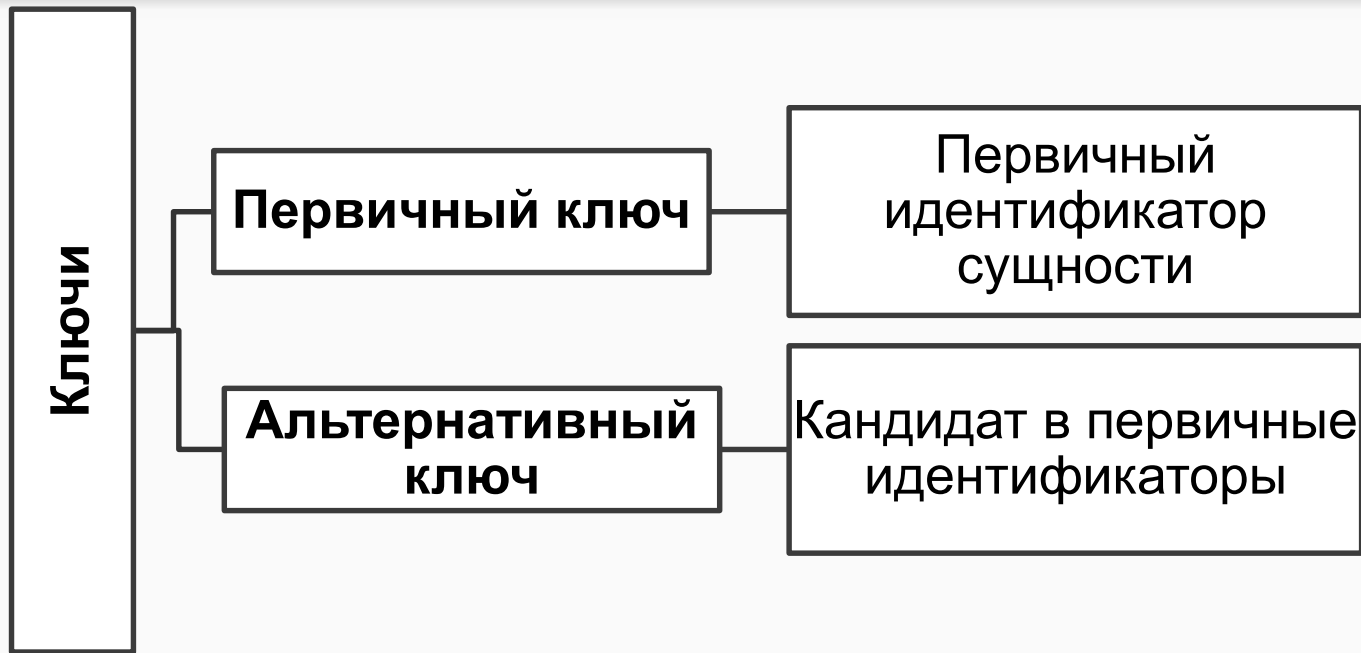 Ключи
Первичный ключ
Первичный
идентификатор
сущности
Альтернативный
ключ
Кандидат в первичные
идентификаторы